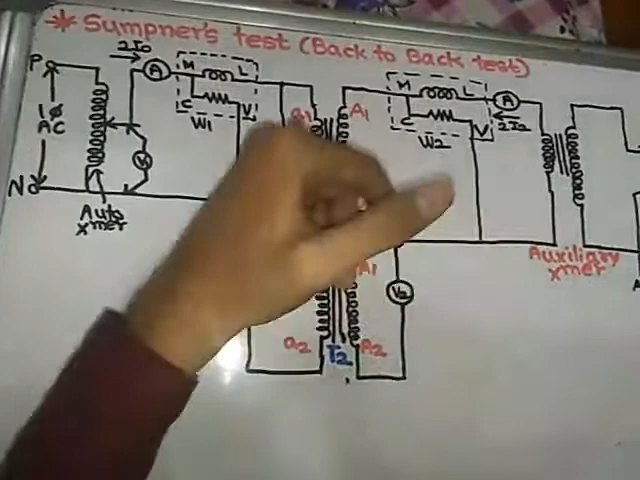 * Sumpner's test (Back to Back test)
2I0
P
A
M
L
M
L
A
1Φ
AC
C
V
W1
a1
A1
C
V
W2
2I2
V
N
Auto
xmer
A1
V2
Auxiliary
xmer
a2
T2
A2
A